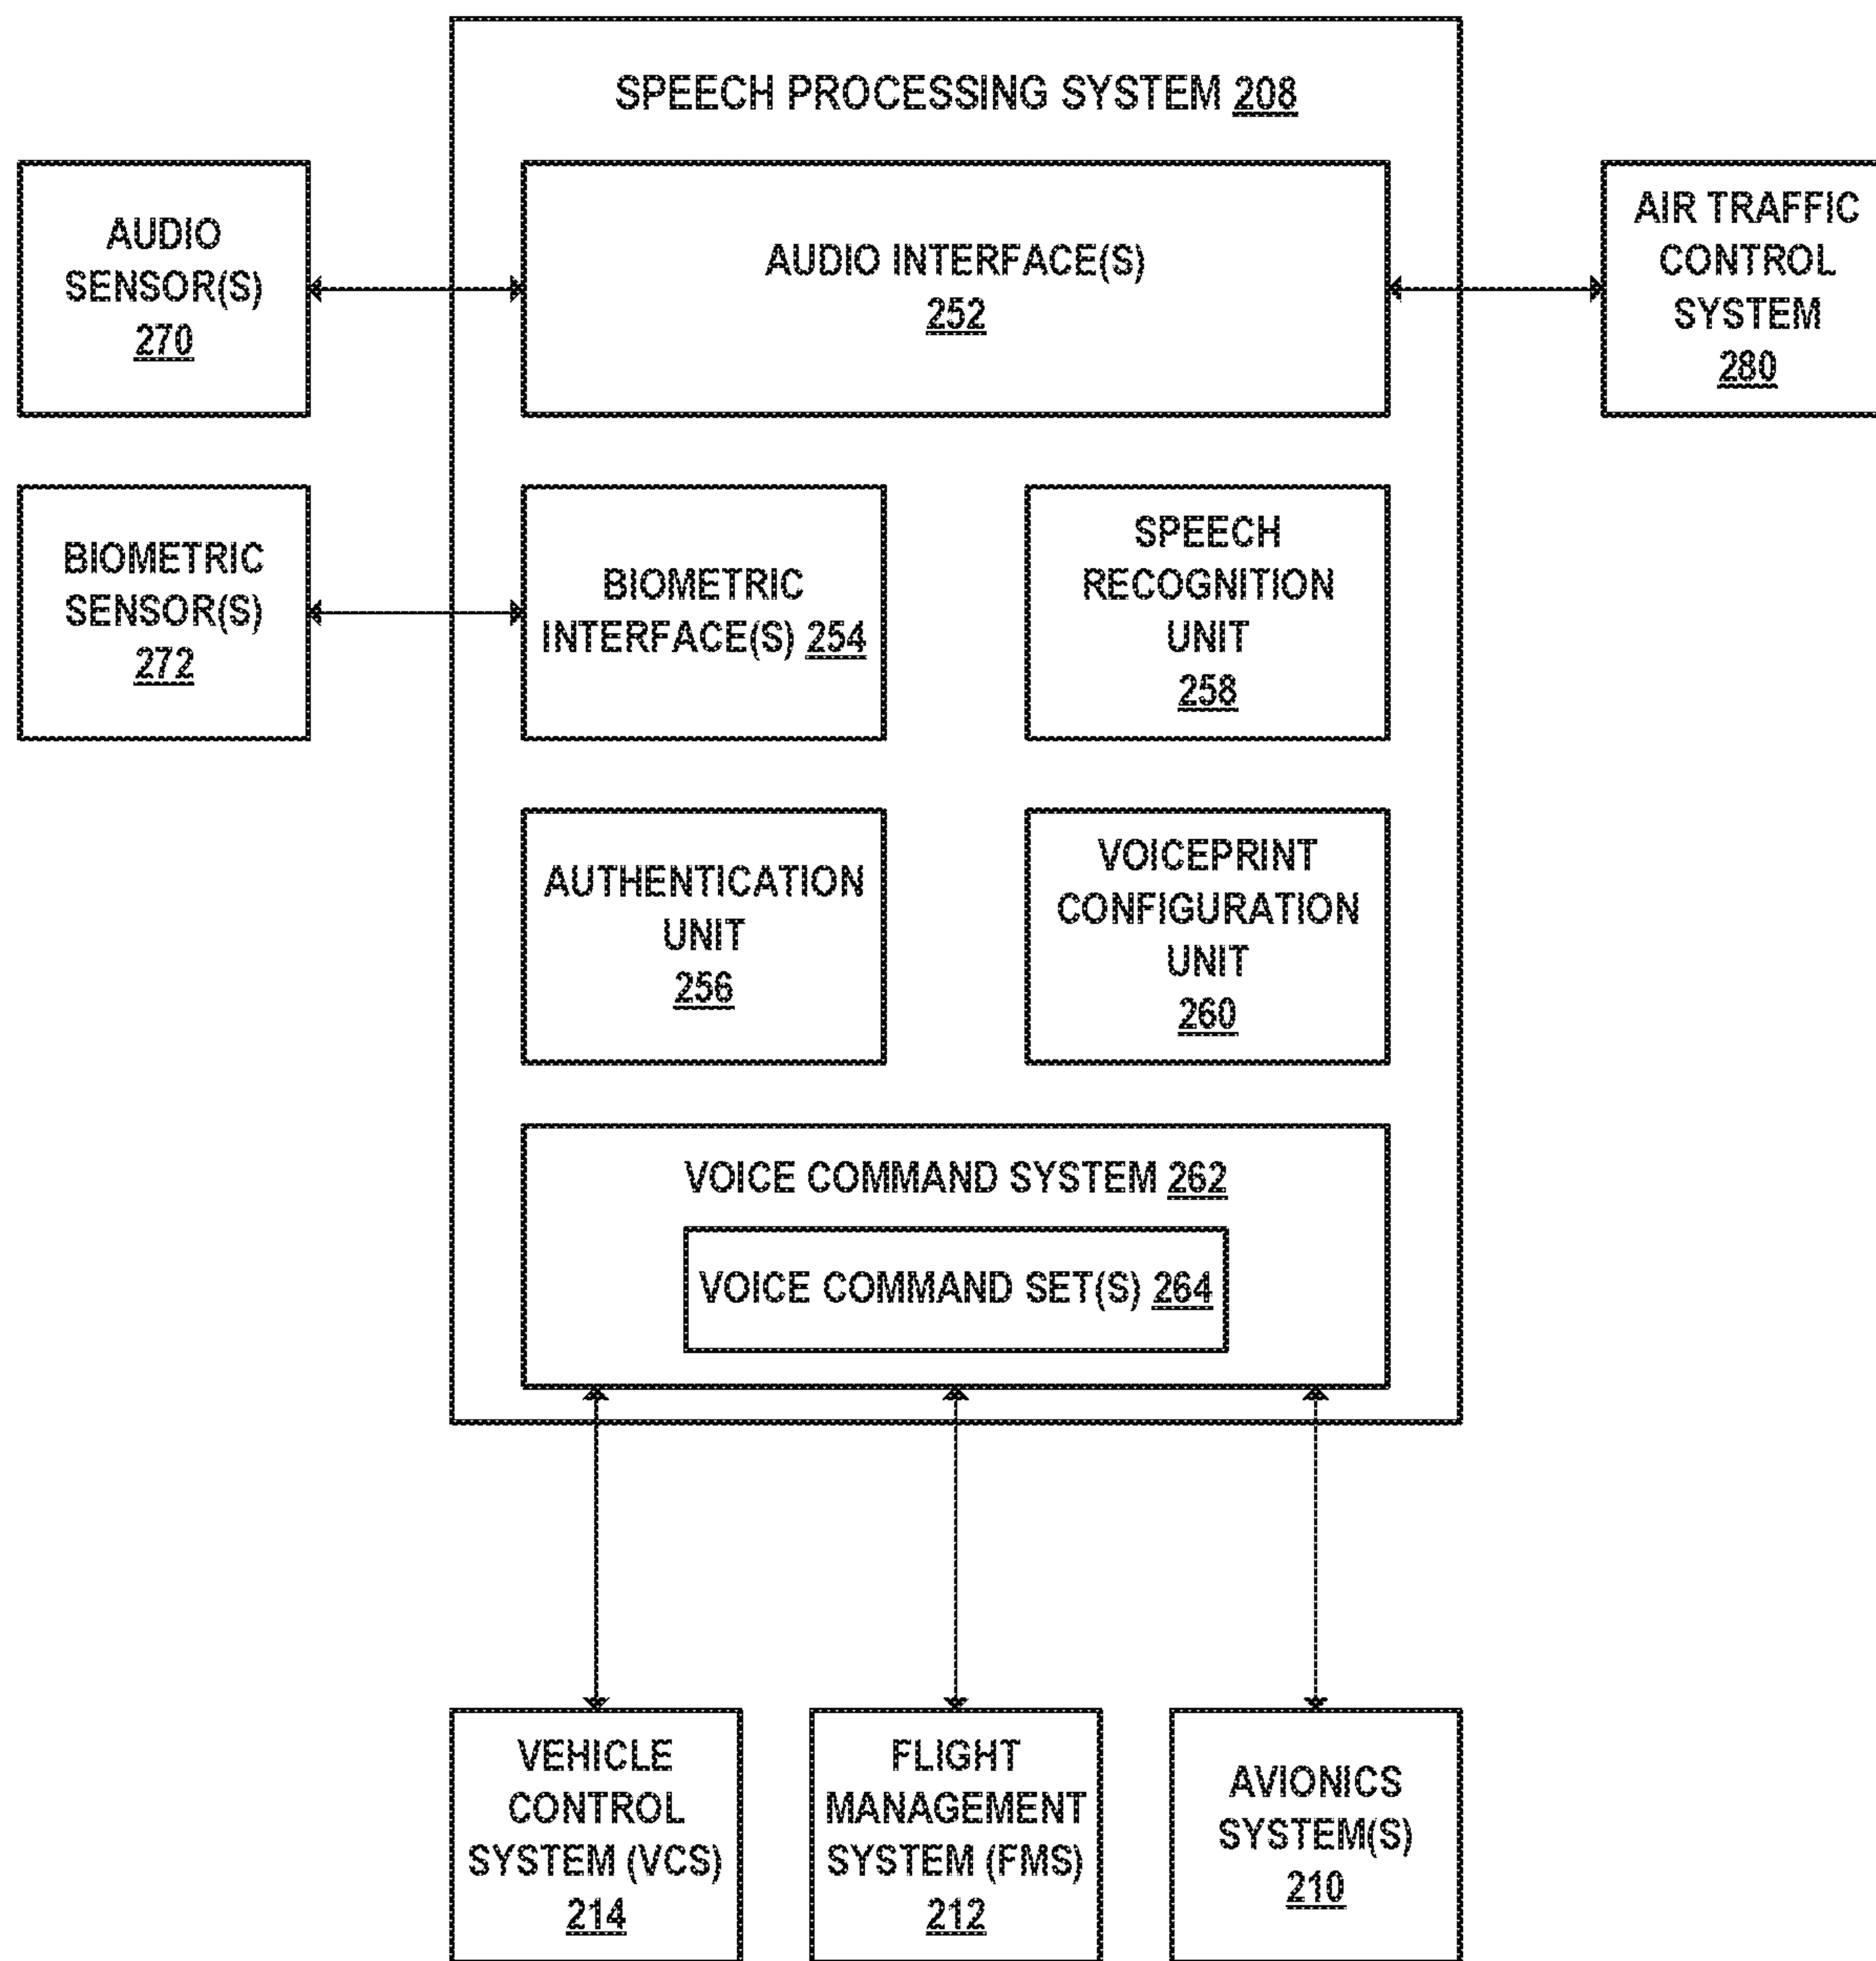 SPEECH PROCESSING SYSTEM 208
AUDIO
SENSOR(S)
270
AUDIO INTERFACE(S)
252
AIR TRAFFIC
CONTROL
SYSTEM
280
BIOMETRIC
SENSOR(S)
272
BIOMETRIC
INTERFACE(S) 254
SPEECH
RECOGNITION
UNIT
258
AUTHENTICATION
UNIT
256
VOICEPRINT
CONFIGURATION
UNIT
260
VOICE COMMAND SYSTEM 262
VOICE COMMAND SET(S) 264
VEHICLE
CONTROL
SYSTEM (VCS)
214
FLIGHT
MANAGEMENT
SYSTEM (FMS)
212
AVIONICS
SYSTEM(S)
210